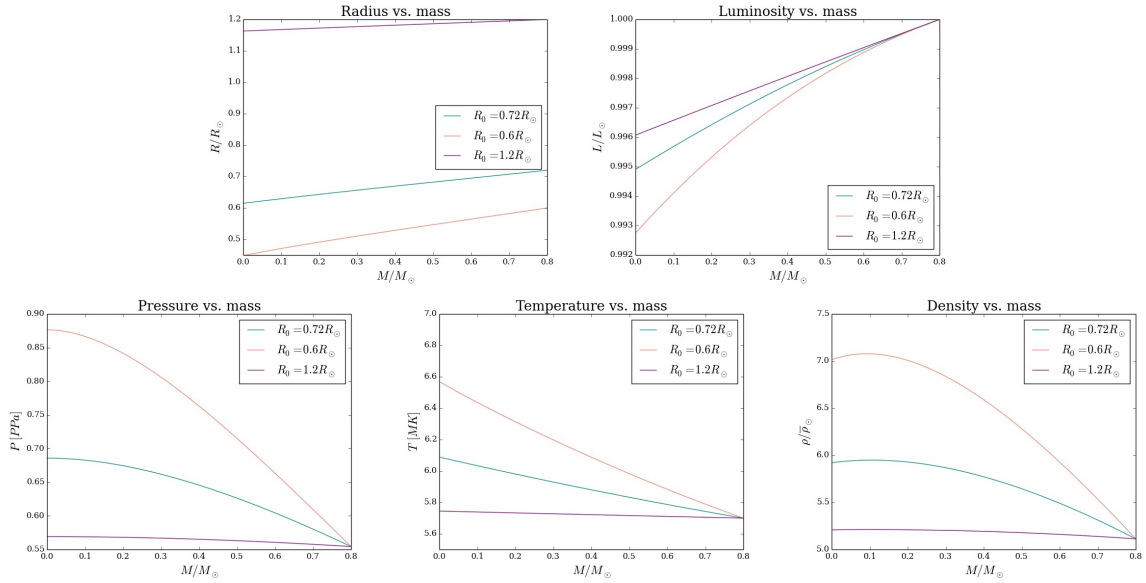 Radius vs. mass
1.2
1.1
1.0
0.9
0.8
0.7
0.6
0.5
R/R☉
R₀ =0.72R☉
R₀ =0.6R☉
R₀ =1.2R☉
0.0 0.1 0.2 0.3 0.4 0.5 0.6 0.7 0.8
M/M☉
Luminosity vs. mass
1.000
0.999
0.998
0.997
0.996
0.995
0.994
0.993
0.992
L/L☉
R₀ =0.72R☉
R₀ =0.6R☉
R₀ =1.2R☉
0.0 0.1 0.2 0.3 0.4 0.5 0.6 0.7 0.8
M/M☉
Pressure vs. mass
0.90
0.85
0.80
0.75
0.70
0.65
0.60
0.55
P [PPa]
R₀ =0.72R☉
R₀ =0.6R☉
R₀ =1.2R☉
0.0 0.1 0.2 0.3 0.4 0.5 0.6 0.7 0.8
M/M☉
Temperature vs. mass
7.0
6.8
6.6
6.4
6.2
6.0
5.8
5.6
T [MK]
R₀ =0.72R☉
R₀ =0.6R☉
R₀ =1.2R☉
0.0 0.1 0.2 0.3 0.4 0.5 0.6 0.7 0.8
M/M☉
Density vs. mass
7.5
7.0
6.5
6.0
5.5
5.0
ρ/ρ̅☉
R₀ =0.72R☉
R₀ =0.6R☉
R₀ =1.2R☉
0.0 0.1 0.2 0.3 0.4 0.5 0.6 0.7 0.8
M/M☉